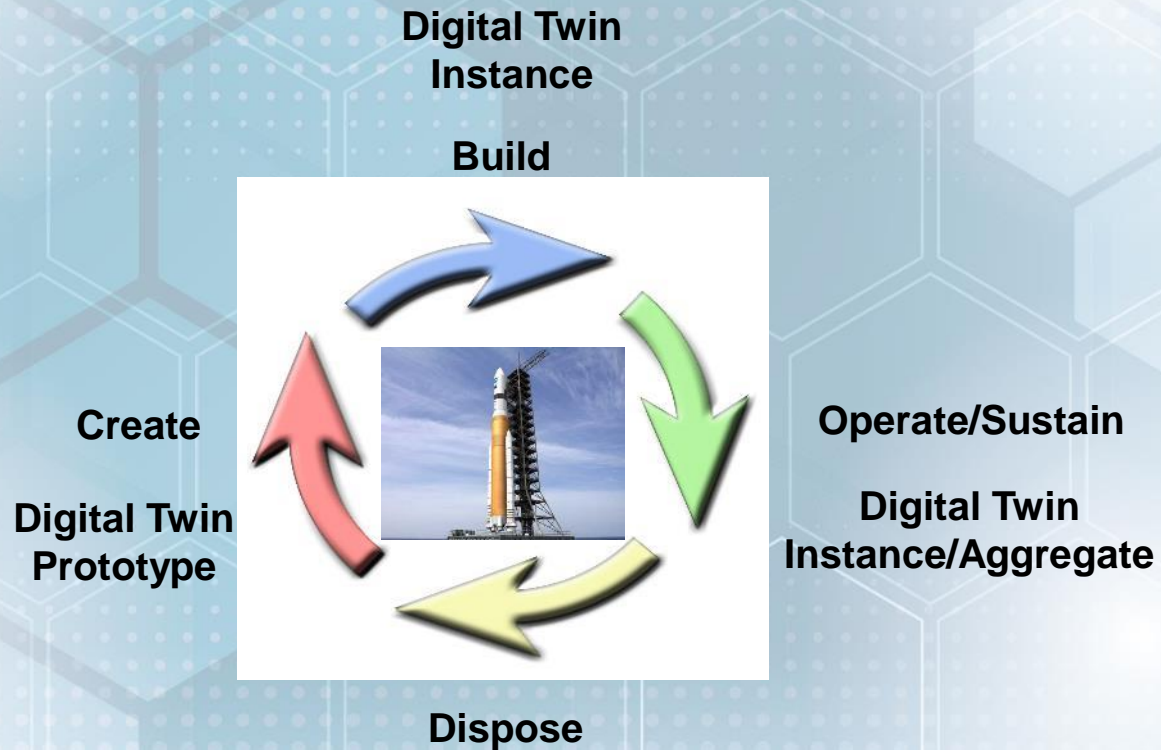 Digital Twin
Instance
Build
Create
Digital Twin
Prototype
Operate/Sustain
Digital Twin
Instance/Aggregate
Dispose